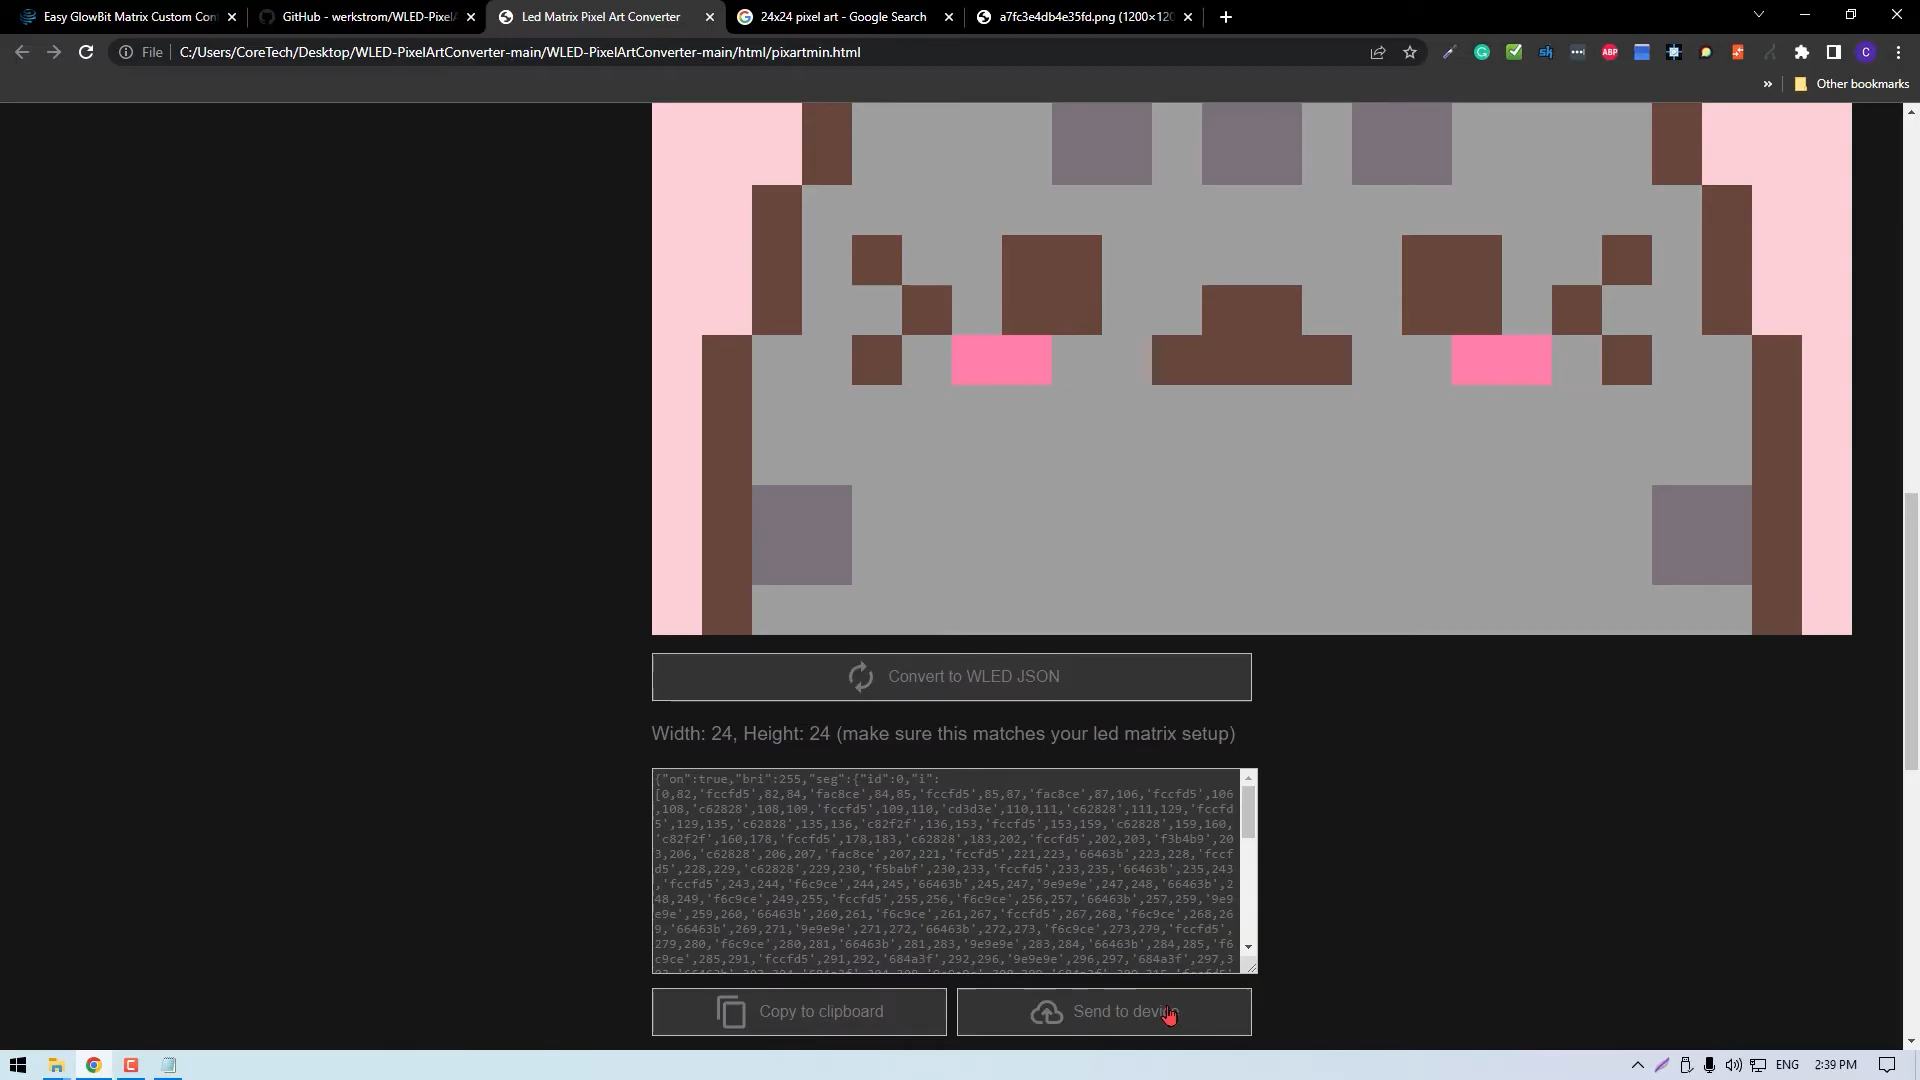 Easy GlowBit Matrix Custom Con
GitHub - werkstrom/WLED-Pixel
Led Matrix Pixel Art Converter
24x24 pixel art - Google Search
a7fc3e4db4e35fd.png (1200×120
File
C:/Users/CoreTech/Desktop/WLED-PixelArtConverter-main/WLED-PixelArtConverter-main/html/pixartmin.html
ABP
C
» Other bookmarks
Convert to WLED JSON
Width: 24, Height: 24 (make sure this matches your led matrix setup)
{"on":true,"bri":255,"seg":{"id":0,"i":
[0,82,'fccfd5',82,84,'fac8ce',84,85,'fccfd5',85,87,'fac8ce',87,106,'fccfd5',106
,108,'c62828',108,109,'fccfd5',109,110,'cd3d3e',110,111,'c62828',111,129,'fccfd
5',129,135,'c62828',135,136,'c82f2f',136,153,'fccfd5',153,159,'c62828',159,160,
'c82f2f',160,178,'fccfd5',178,183,'c62828',183,202,'fccfd5',202,203,'f3b4b9',20
3,206,'c62828',206,207,'fac8ce',207,221,'fccfd5',221,223,'66463b',223,228,'fccf
d5',228,229,'c62828',229,230,'f5babf',230,233,'fccfd5',233,235,'66463b',235,243
,'fccfd5',243,244,'f6c9ce',244,245,'66463b',245,247,'9e9e9e',247,248,'66463b',2
48,249,'f6c9ce',249,255,'fccfd5',255,256,'f6c9ce',256,257,'66463b',257,259,'9e9
e9e',259,260,'66463b',260,261,'f6c9ce',261,267,'fccfd5',267,268,'f6c9ce',268,26
9,'66463b',269,271,'9e9e9e',271,272,'66463b',272,273,'f6c9ce',273,279,'fccfd5',
279,280,'f6c9ce',280,281,'66463b',281,283,'9e9e9e',283,284,'66463b',284,285,'f6
c9ce',285,291,'fccfd5',291,292,'684a3f',292,296,'9e9e9e',296,297,'684a3f',297,3
Copy to clipboard
Send to device
ENG
2:39 PM